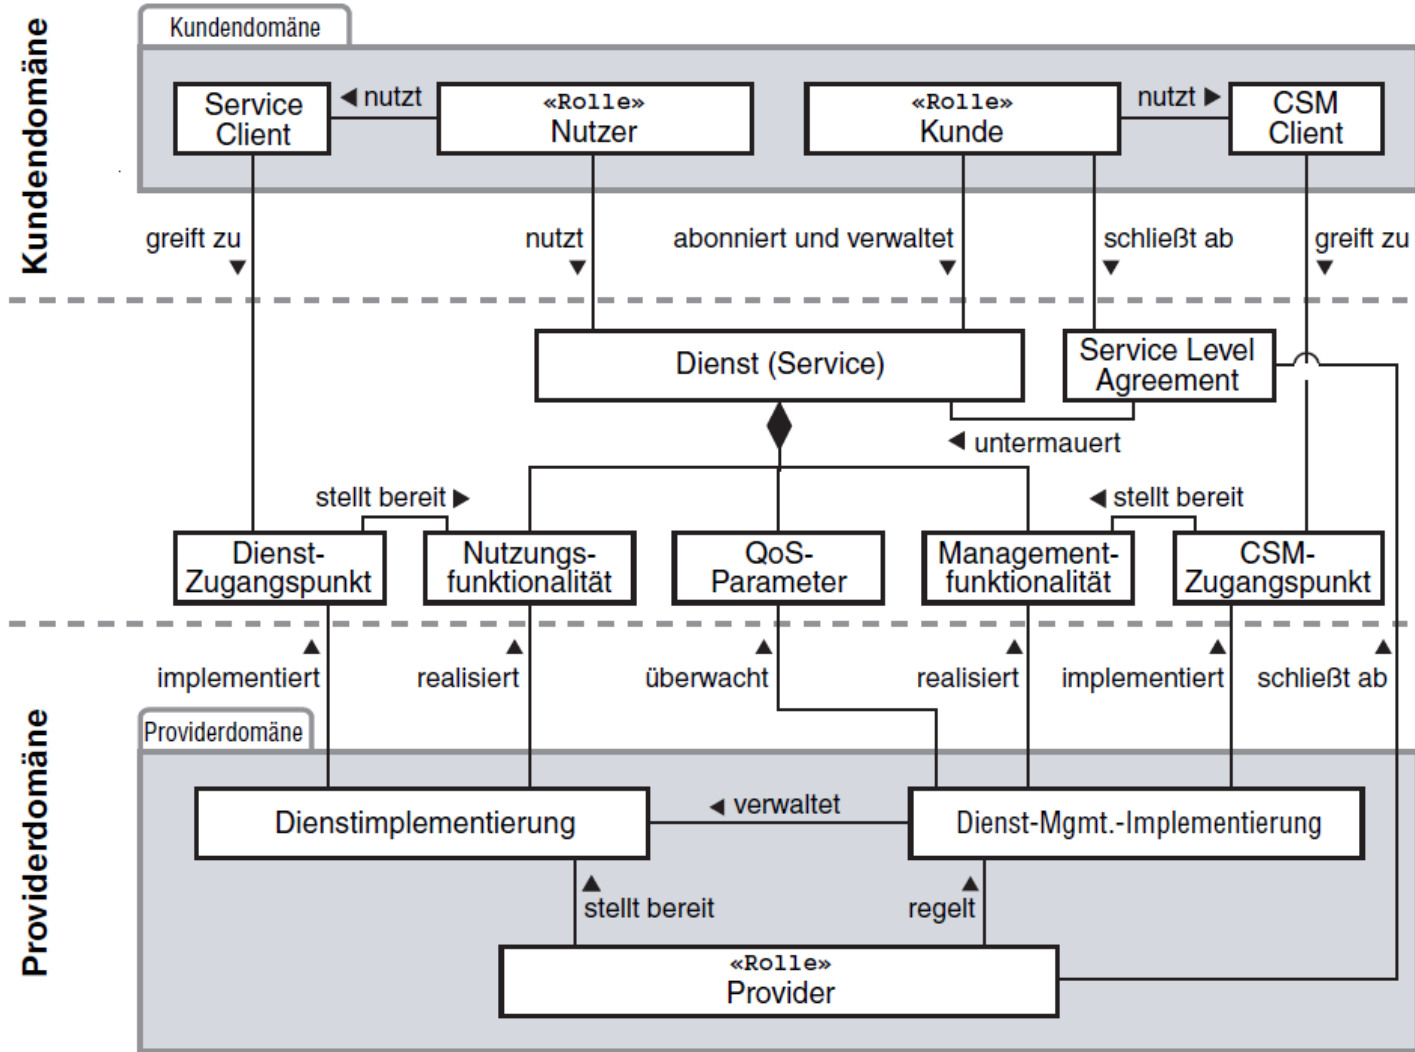 Kundendomäne
Kundendomäne
Service
Client
◄ nutzt
«Rolle»
Nutzer
«Rolle»
Kunde
nutzt ►
CSM
Client
greift zu
▼
nutzt
▼
abonniert und verwaltet
▼
schließt ab
▼
greift zu
▼
Dienst (Service)
Service Level
Agreement
◄ untermauert
stellt bereit ►
◄ stellt bereit
Dienst-
Zugangspunkt
Nutzungs-
funktionalität
QoS-
Parameter
Management-
funktionalität
CSM-
Zugangspunkt
▲
implementiert
▲
realisiert
▲
überwacht
▲
realisiert
▲
implementiert
▲
schließt ab
Providerdomäne
Providerdomäne
Dienstimplementierung
◄ verwaltet
Dienst-Mgmt.-Implementierung
▲
stellt bereit
▲
regelt
«Rolle»
Provider